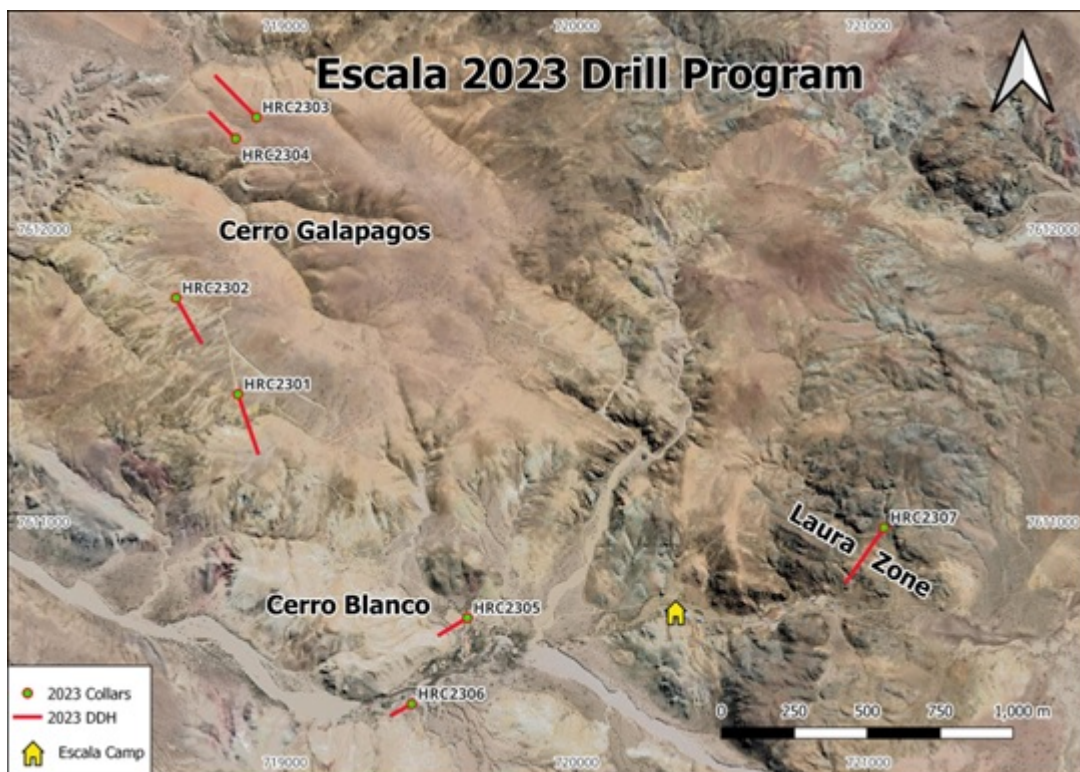 719000 720000 721000
Escala 2023 Drill Program
HRC2303
HRC2304
7612000 Cerro Galapagos 7612000
HRC2302
HRC2301
7611000 7611000
HRC2307
Laura Zone
Cerro Blanco HRC2305
HRC2306
2023 Collars
2023 DDH
Escala Camp
0 250 500 750 1,000 m
719000 720000 721000